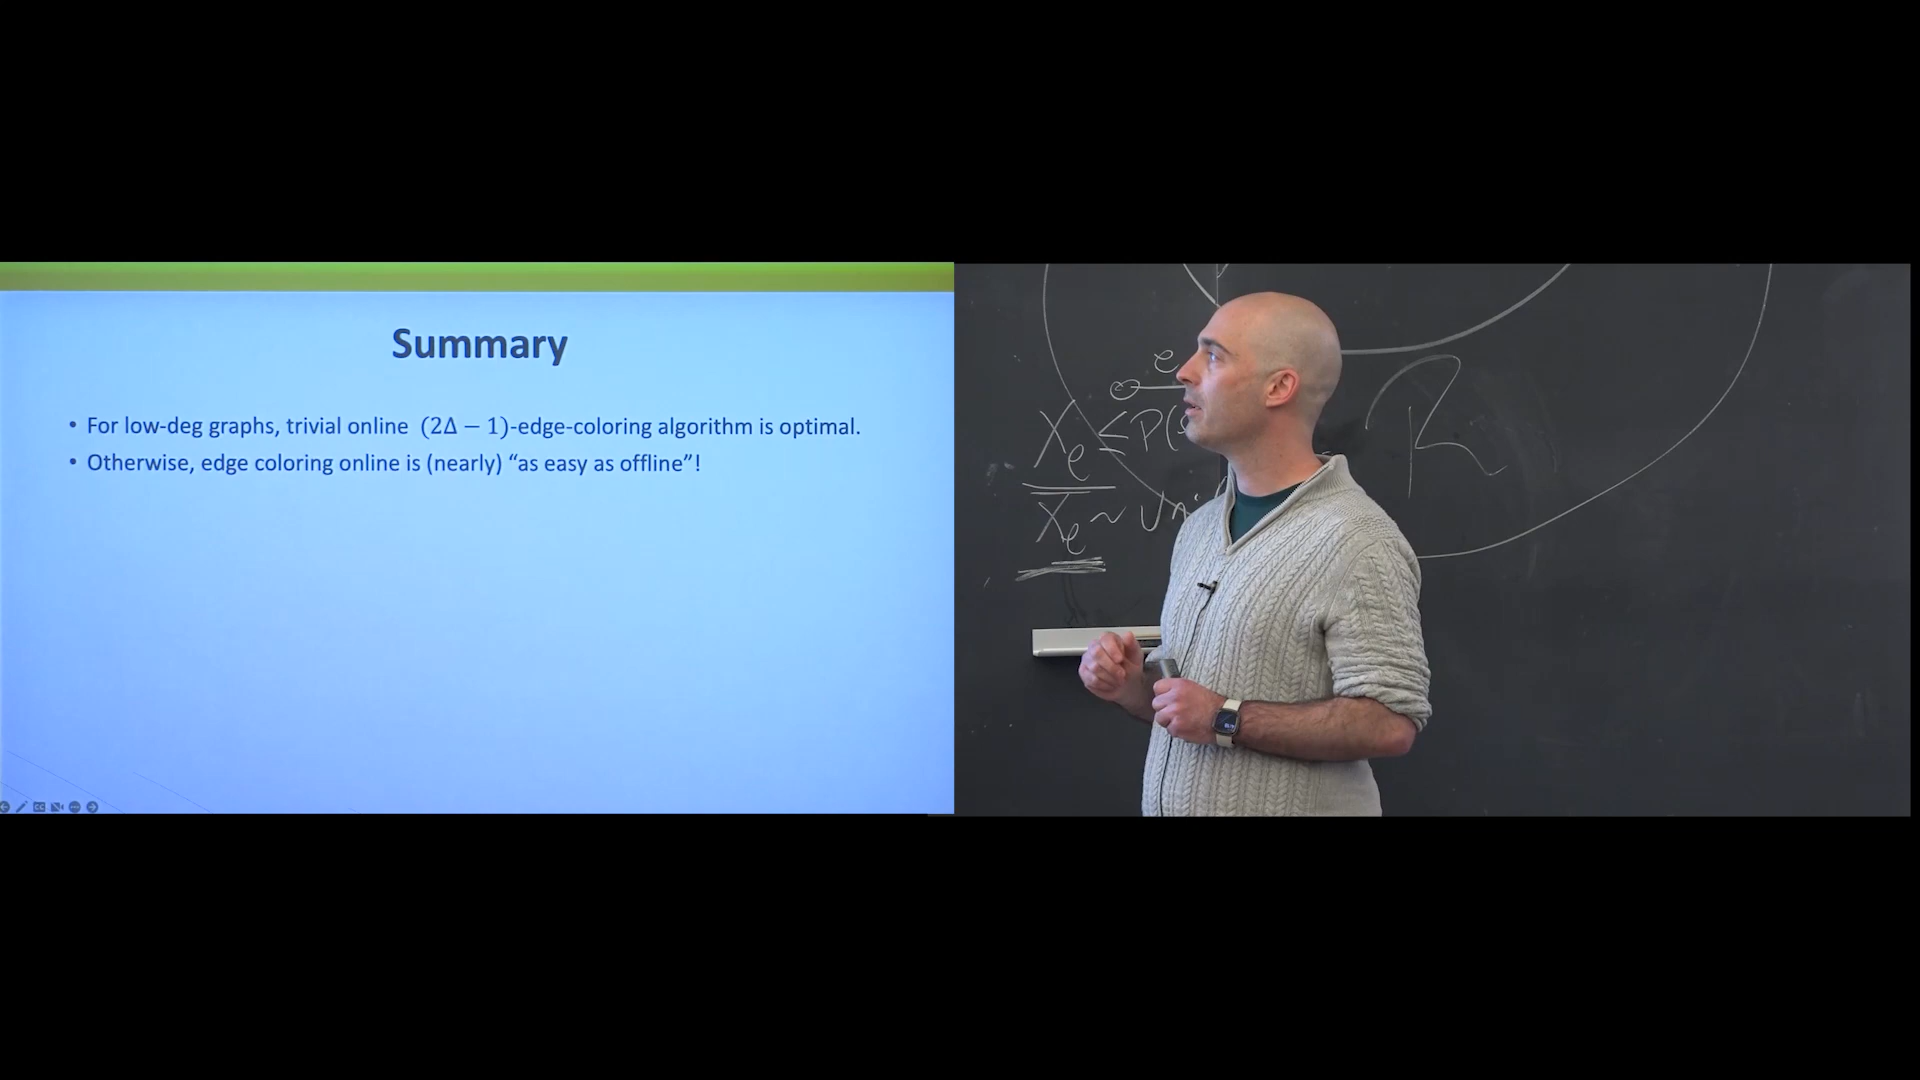 Summary
• For low-deg graphs, trivial online (2Δ − 1)-edge-coloring algorithm is optimal.
• Otherwise, edge coloring online is (nearly) “as easy as offline”!
e
X_e ≤ P(
X_e ~ Uni
R